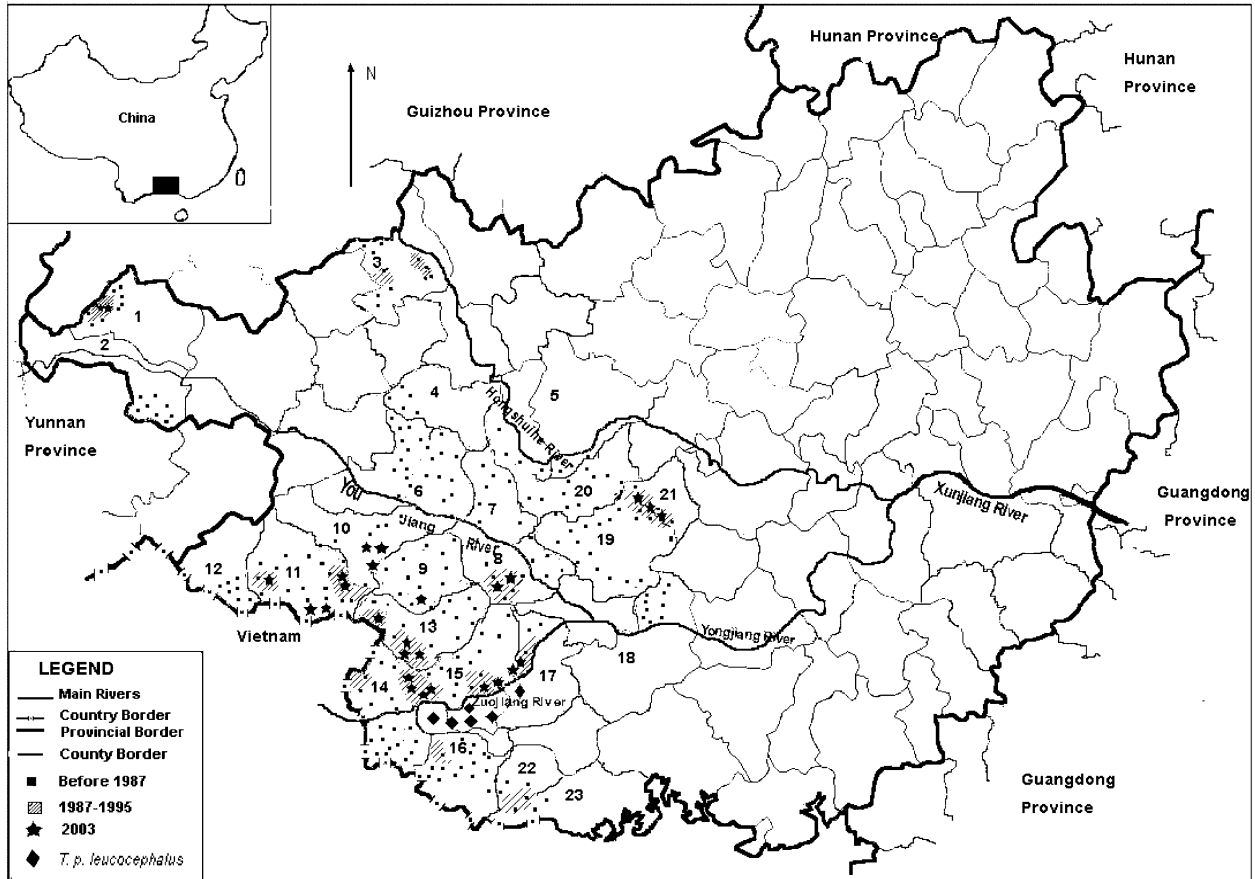 China
N
Hunan Province
Hunan
Province
Guizhou Province
3
1
2
4
5
Hongshuihe River
Yunnan
Province
6
7
20
21
You
Jiang
River
10
19
8
9
12
11
Xunjiang River
Guangdong
Province
Vietnam
13
14
15
17
18
Yongjiang River
Zuojiang River
16
22
23
Guangdong
Province
LEGEND
Main Rivers
Country Border
Provincial Border
County Border
Before 1987
1987-1995
2003
T. p. leucocephalus